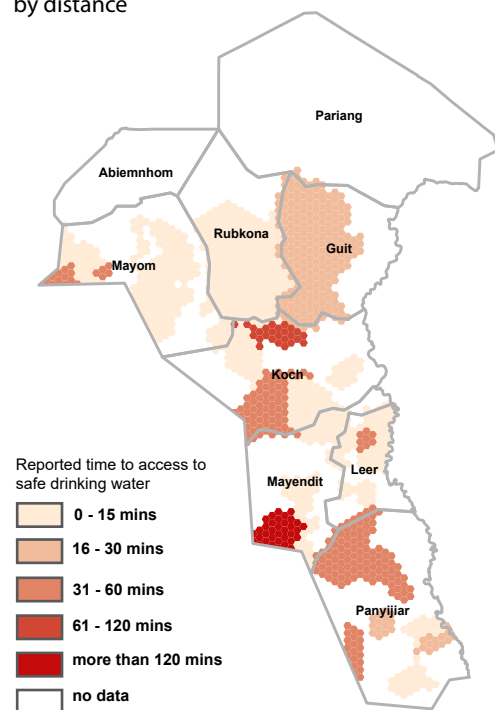 by distance
Pariang
Abiemnhom
Rubkona
Guit
Mayom
Koch
Mayendit
Leer
Panyijiar
Reported time to access to
safe drinking water
0 - 15 mins
16 - 30 mins
31 - 60 mins
61 - 120 mins
more than 120 mins
no data